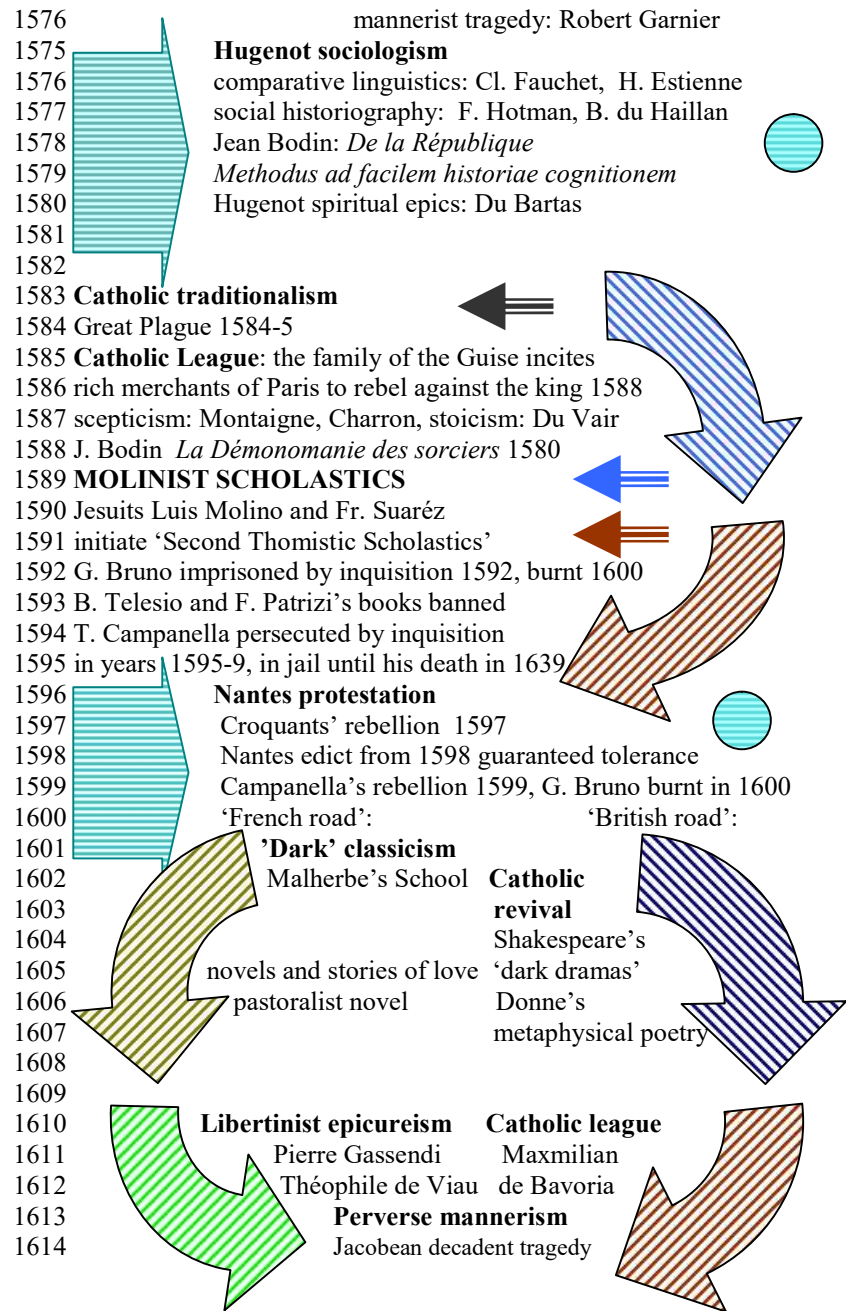 1576 mannerist tragedy: Robert Garnier
1575 Hugenot sociologism
1576 comparative linguistics: Cl. Fauchet, H. Estienne
1577 social historiography: F. Hotman, B. du Haillan
1578 Jean Bodin: De la République
1579 Methodus ad facilem historiae cognitionem
1580 Hugenot spiritual epics: Du Bartas
1581
1582
1583 Catholic traditionalism
1584 Great Plague 1584-5
1585 Catholic League: the family of the Guise incites
1586 rich merchants of Paris to rebel against the king 1588
1587 scepticism: Montaigne, Charron, stoicism: Du Vair
1588 J. Bodin La Démonomanie des sorciers 1580
1589 MOLINIST SCHOLASTICS
1590 Jesuits Luis Molino and Fr. Suaréz
1591 initiate ‘Second Thomistic Scholastics’
1592 G. Bruno imprisoned by inquisition 1592, burnt 1600
1593 B. Telesio and F. Patrizi’s books banned
1594 T. Campanella persecuted by inquisition
1595 in years 1595-9, in jail until his death in 1639
1596 Nantes protestation
1597 Croquants’ rebellion 1597
1598 Nantes edict from 1598 guaranteed tolerance
1599 Campanella’s rebellion 1599, G. Bruno burnt in 1600
1600 ‘French road’: ‘British road’:
1601 ’Dark’ classicism
1602 Malherbe’s School Catholic
1603 revival
1604 Shakespeare’s
1605 novels and stories of love ‘dark dramas’
1606 pastoralist novel Donne’s
1607 metaphysical poetry
1608
1609
1610 Libertinist epicureism Catholic league
1611 Pierre Gassendi Maxmilian
1612 Théophile de Viau de Bavoria
1613 Perverse mannerism
1614 Jacobean decadent tragedy